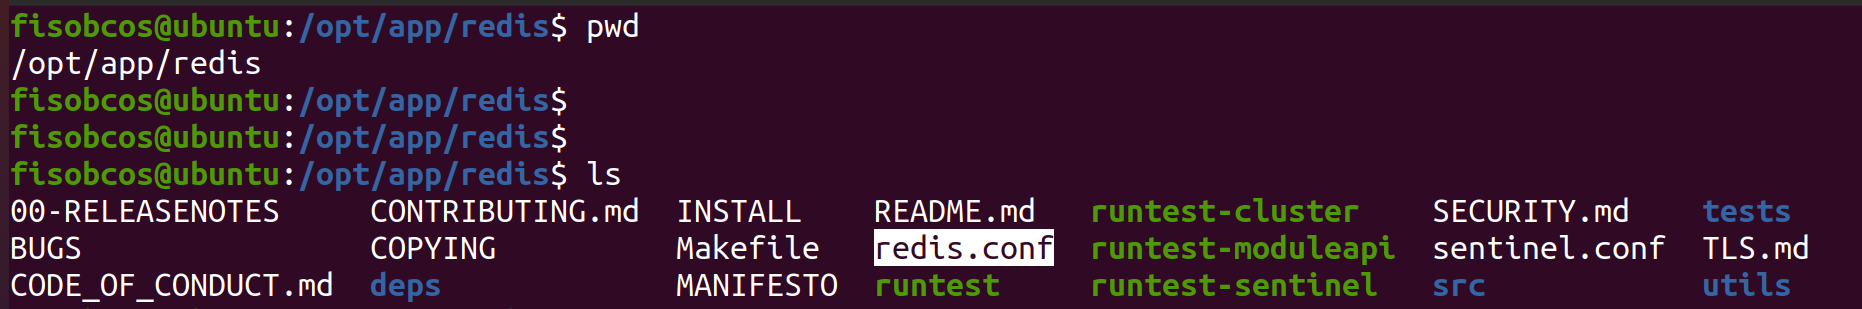 fisobcos@ubuntu:/opt/app/redis$ pwd
/opt/app/redis
fisobcos@ubuntu:/opt/app/redis$
fisobcos@ubuntu:/opt/app/redis$
fisobcos@ubuntu:/opt/app/redis$ ls
00-RELEASENOTES CONTRIBUTING.md INSTALL README.md runtest-cluster SECURITY.md tests
BUGS COPYING Makefile redis.conf runtest-moduleapi sentinel.conf TLS.md
CODE_OF_CONDUCT.md deps MANIFESTO runtest runtest-sentinel src utils